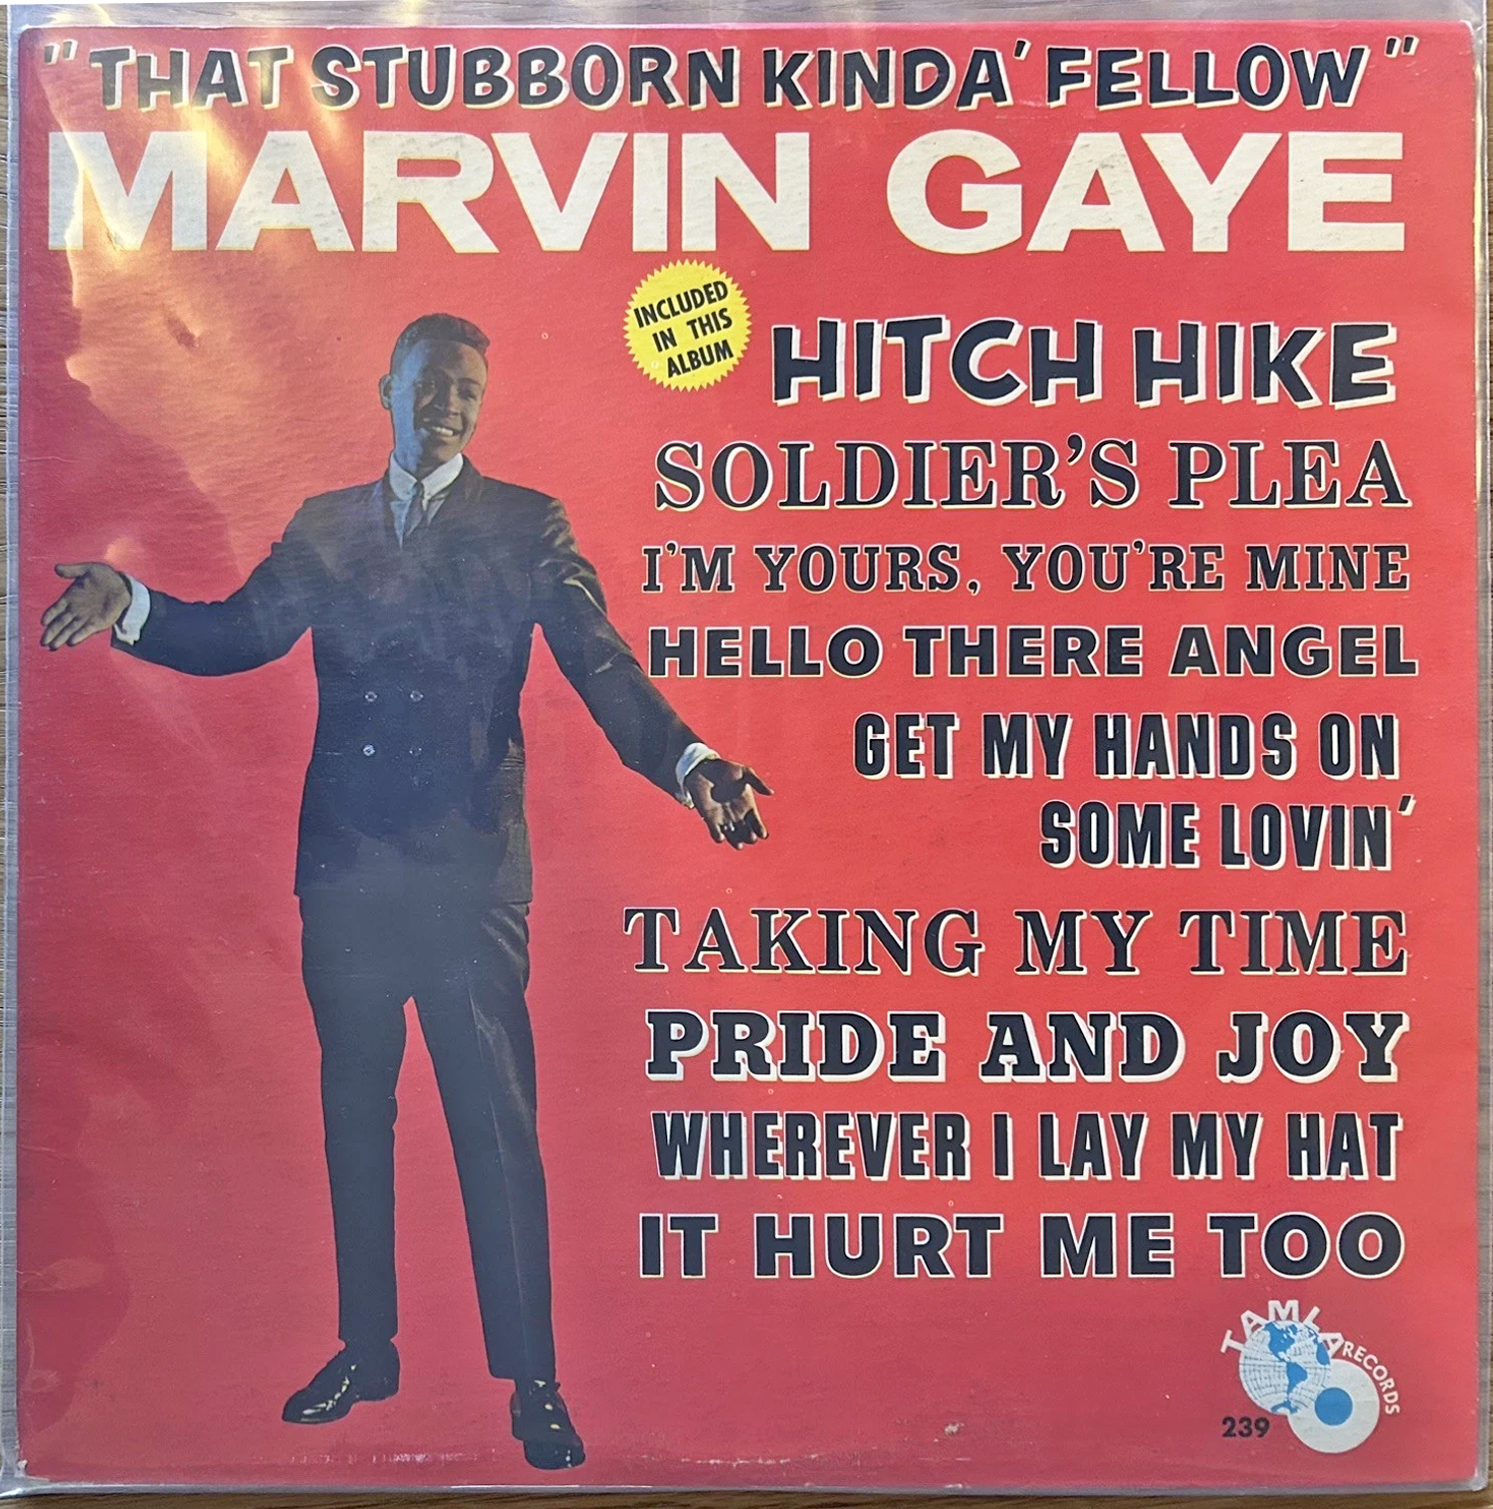 "THAT STUBBORN KINDA' FELLOW"
MARVIN GAYE
INCLUDED
IN THIS
ALBUM
HITCH HIKE
SOLDIER'S PLEA
I'M YOURS, YOU'RE MINE
HELLO THERE ANGEL
GET MY HANDS ON
SOME LOVIN'
TAKING MY TIME
PRIDE AND JOY
WHEREVER I LAY MY HAT
IT HURT ME TOO
TAMLA RECORDS
239